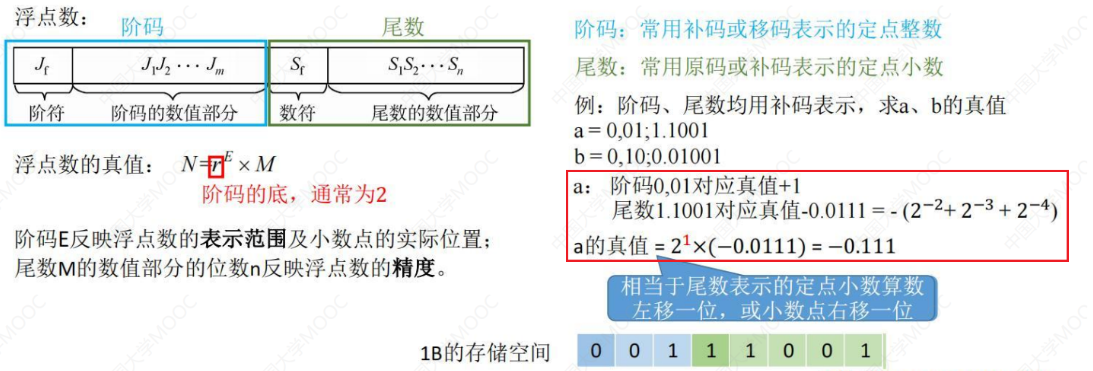 浮点数：
阶码
尾数
J_f J_1J_2 ⋯ J_m S_f S_1S_2⋯S_n
阶符 阶码的数值部分 数符 尾数的数值部分
浮点数的真值： N=r^E × M
阶码的底，通常为2
阶码E反映浮点数的表示范围及小数点的实际位置；
尾数M的数值部分的位数n反映浮点数的精度。
阶码：常用补码或移码表示的定点整数
尾数：常用原码或补码表示的定点小数
例：阶码、尾数均用补码表示，求a、b的真值
a = 0,01;1.1001
b = 0,10;0.01001
a： 阶码0,01对应真值+1
尾数1.1001对应真值-0.0111 = - (2^{-2}+ 2^{-3} + 2^{-4})
a的真值 = 2^1×(−0.0111) = −0.111
相当于尾数表示的定点小数算数
左移一位，或小数点右移一位
1B的存储空间 0 0 1 1 1 0 0 1
中国大学MOOC